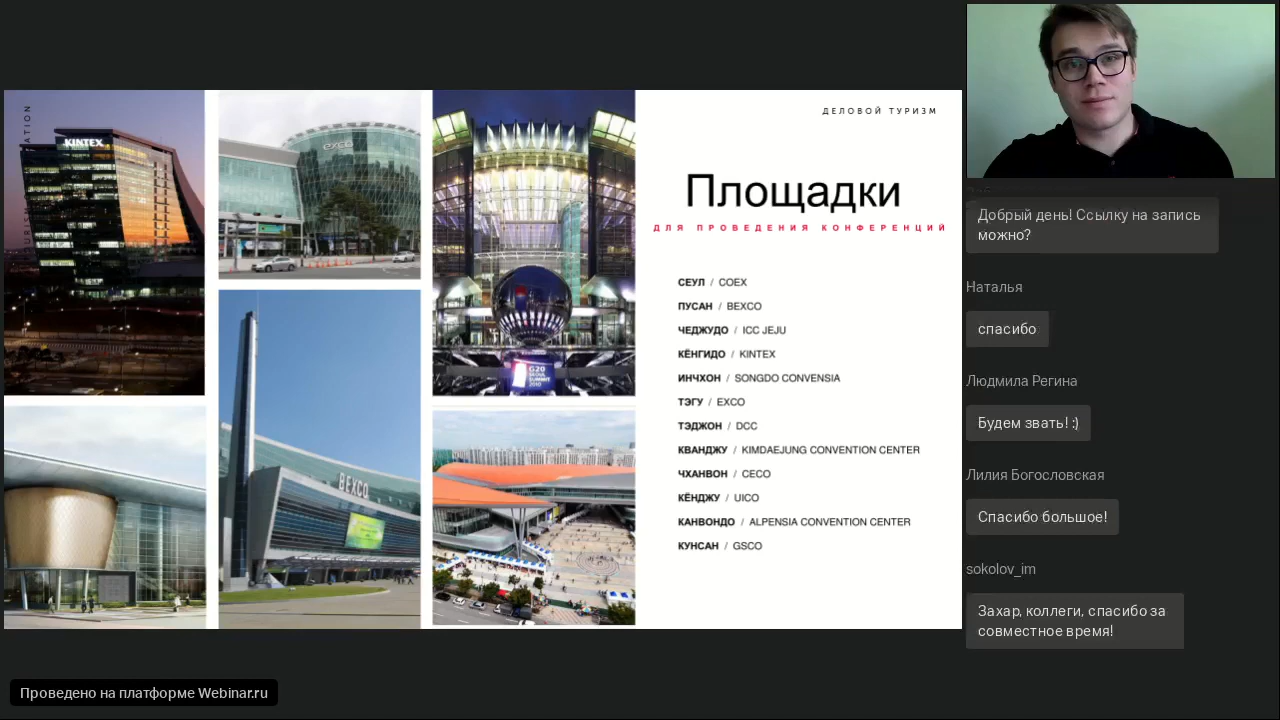 KINTEX
exco
BEXCO
G20
SEOUL
SUMMIT
2010
ДЕЛОВОЙ ТУРИЗМ
Площадки
ДЛЯ ПРОВЕДЕНИЯ КОНФЕРЕНЦИЙ
СЕУЛ / COEX
ПУСАН / BEXCO
ЧЕДЖУДО / ICC JEJU
КЁНГИДО / KINTEX
ИНЧХОН / SONGDO CONVENSIA
ТЭГУ / EXCO
ТЭДЖОН / DCC
КВАНДЖУ / KIMDAEJUNG CONVENTION CENTER
ЧХАНВОН / CECO
КЁНДЖУ / UICO
КАНВОНДО / ALPENSIA CONVENTION CENTER
КУНСАН / GSCO
Добрый день! Ссылку на запись
можно?
Наталья
спасибо
Людмила Регина
Будем звать! :)
Лилия Богословская
Спасибо большое!
sokolov_im
Захар, коллеги, спасибо за
совместное время!
Проведено на платформе Webinar.ru